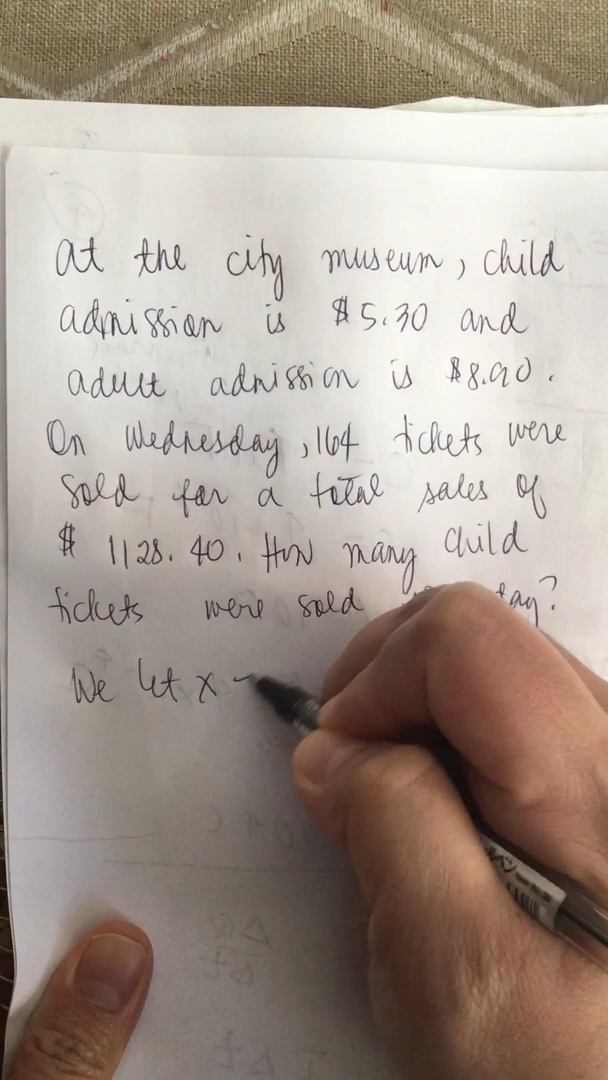 at the city museum, child
admission is $5.30 and
adult admission is $8.90.
On Wednesday, 164 tickets were
sold for a total sales of
$ 1128.40. How many child
tickets were sold tay?
We let x -